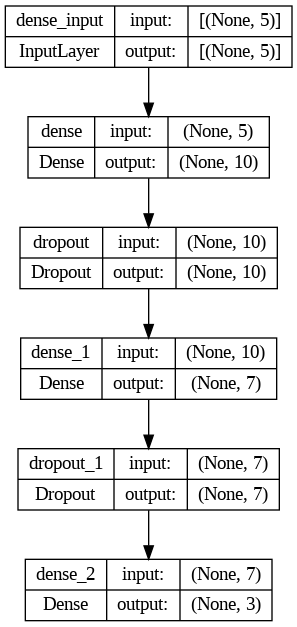 dense_input input: [(None, 5)]
InputLayer output: [(None, 5)]
dense input: (None, 5)
Dense output: (None, 10)
dropout input: (None, 10)
Dropout output: (None, 10)
dense_1 input: (None, 10)
Dense output: (None, 7)
dropout_1 input: (None, 7)
Dropout output: (None, 7)
dense_2 input: (None, 7)
Dense output: (None, 3)